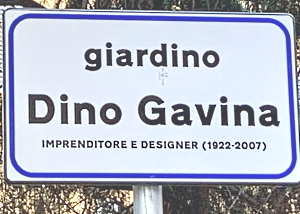 giardino
Dino Gavina
IMPRENDITORE E DESIGNER (1922-2007)